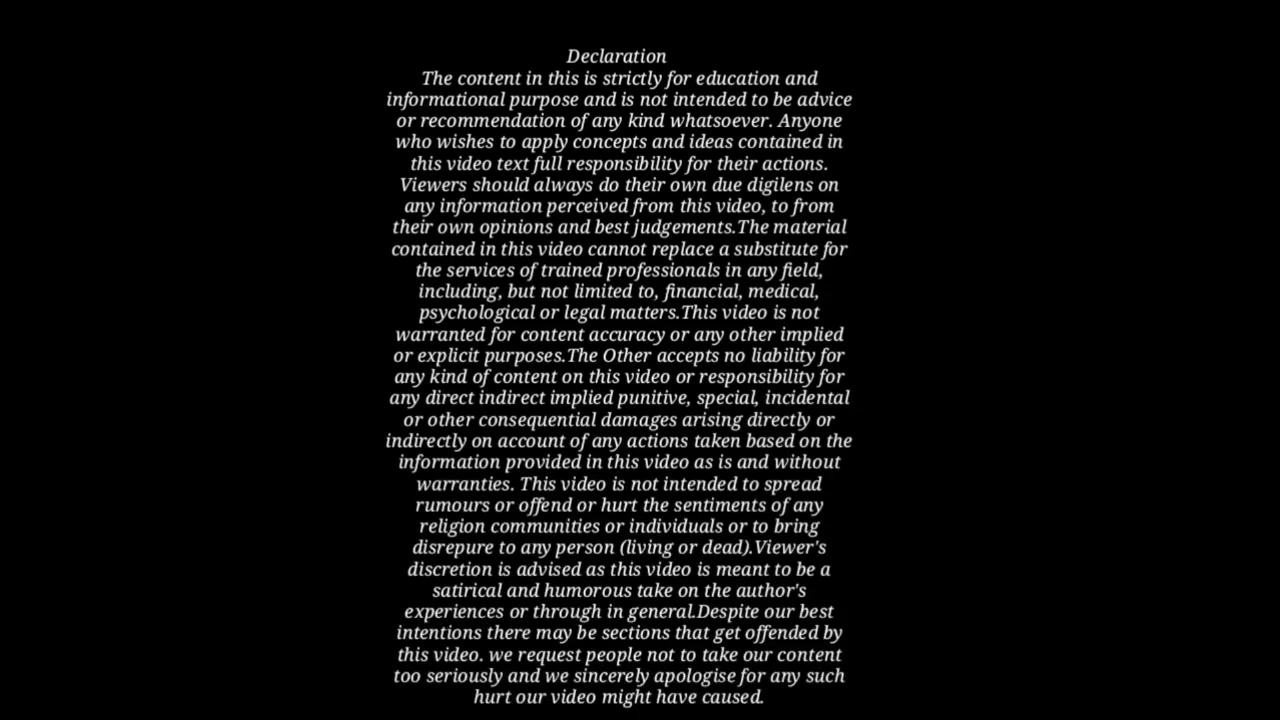 Declaration
The content in this is strictly for education and
informational purpose and is not intended to be advice
or recommendation of any kind whatsoever. Anyone
who wishes to apply concepts and ideas contained in
this video text full responsibility for their actions.
Viewers should always do their own due digilens on
any information perceived from this video, to from
their own opinions and best judgements.The material
contained in this video cannot replace a substitute for
the services of trained professionals in any field,
including, but not limited to, financial, medical,
psychological or legal matters.This video is not
warranted for content accuracy or any other implied
or explicit purposes.The Other accepts no liability for
any kind of content on this video or responsibility for
any direct indirect implied punitive, special, incidental
or other consequential damages arising directly or
indirectly on account of any actions taken based on the
information provided in this video as is and without
warranties. This video is not intended to spread
rumours or offend or hurt the sentiments of any
religion communities or individuals or to bring
disrepure to any person (living or dead).Viewer's
discretion is advised as this video is meant to be a
satirical and humorous take on the author's
experiences or through in general.Despite our best
intentions there may be sections that get offended by
this video. we request people not to take our content
too seriously and we sincerely apologise for any such
hurt our video might have caused.